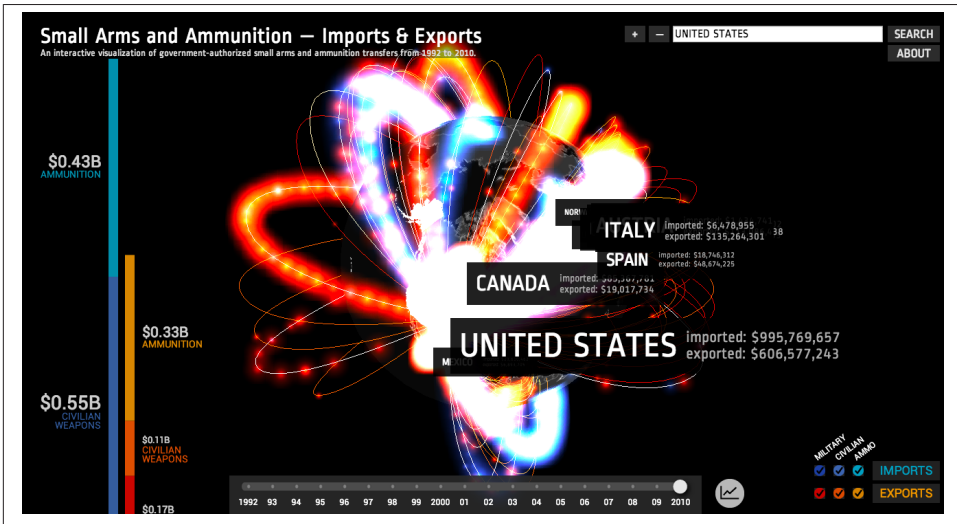 Small Arms and Ammunition — Imports & Exports
An interactive visualization of government-authorized small arms and ammunition transfers from 1992 to 2010.
+ − UNITED STATES SEARCH
ABOUT
$0.43B
AMMUNITION
$0.33B
AMMUNITION
$0.55B
CIVILIAN
WEAPONS
$0.11B
CIVILIAN
WEAPONS
$0.17B
AUSTRIA
ITALY imported: $6,478,955
exported: $135,264,301
SPAIN imported: $18,746,312
exported: $48,674,225
CANADA imported:
exported: $19,017,734
UNITED STATES imported: $995,769,657
exported: $606,577,243
MEXICO
1992 93 94 95 96 97 98 99 2000 01 02 03 04 05 06 07 08 09 2010
MILITARY CIVILIAN AMMO
IMPORTS
EXPORTS